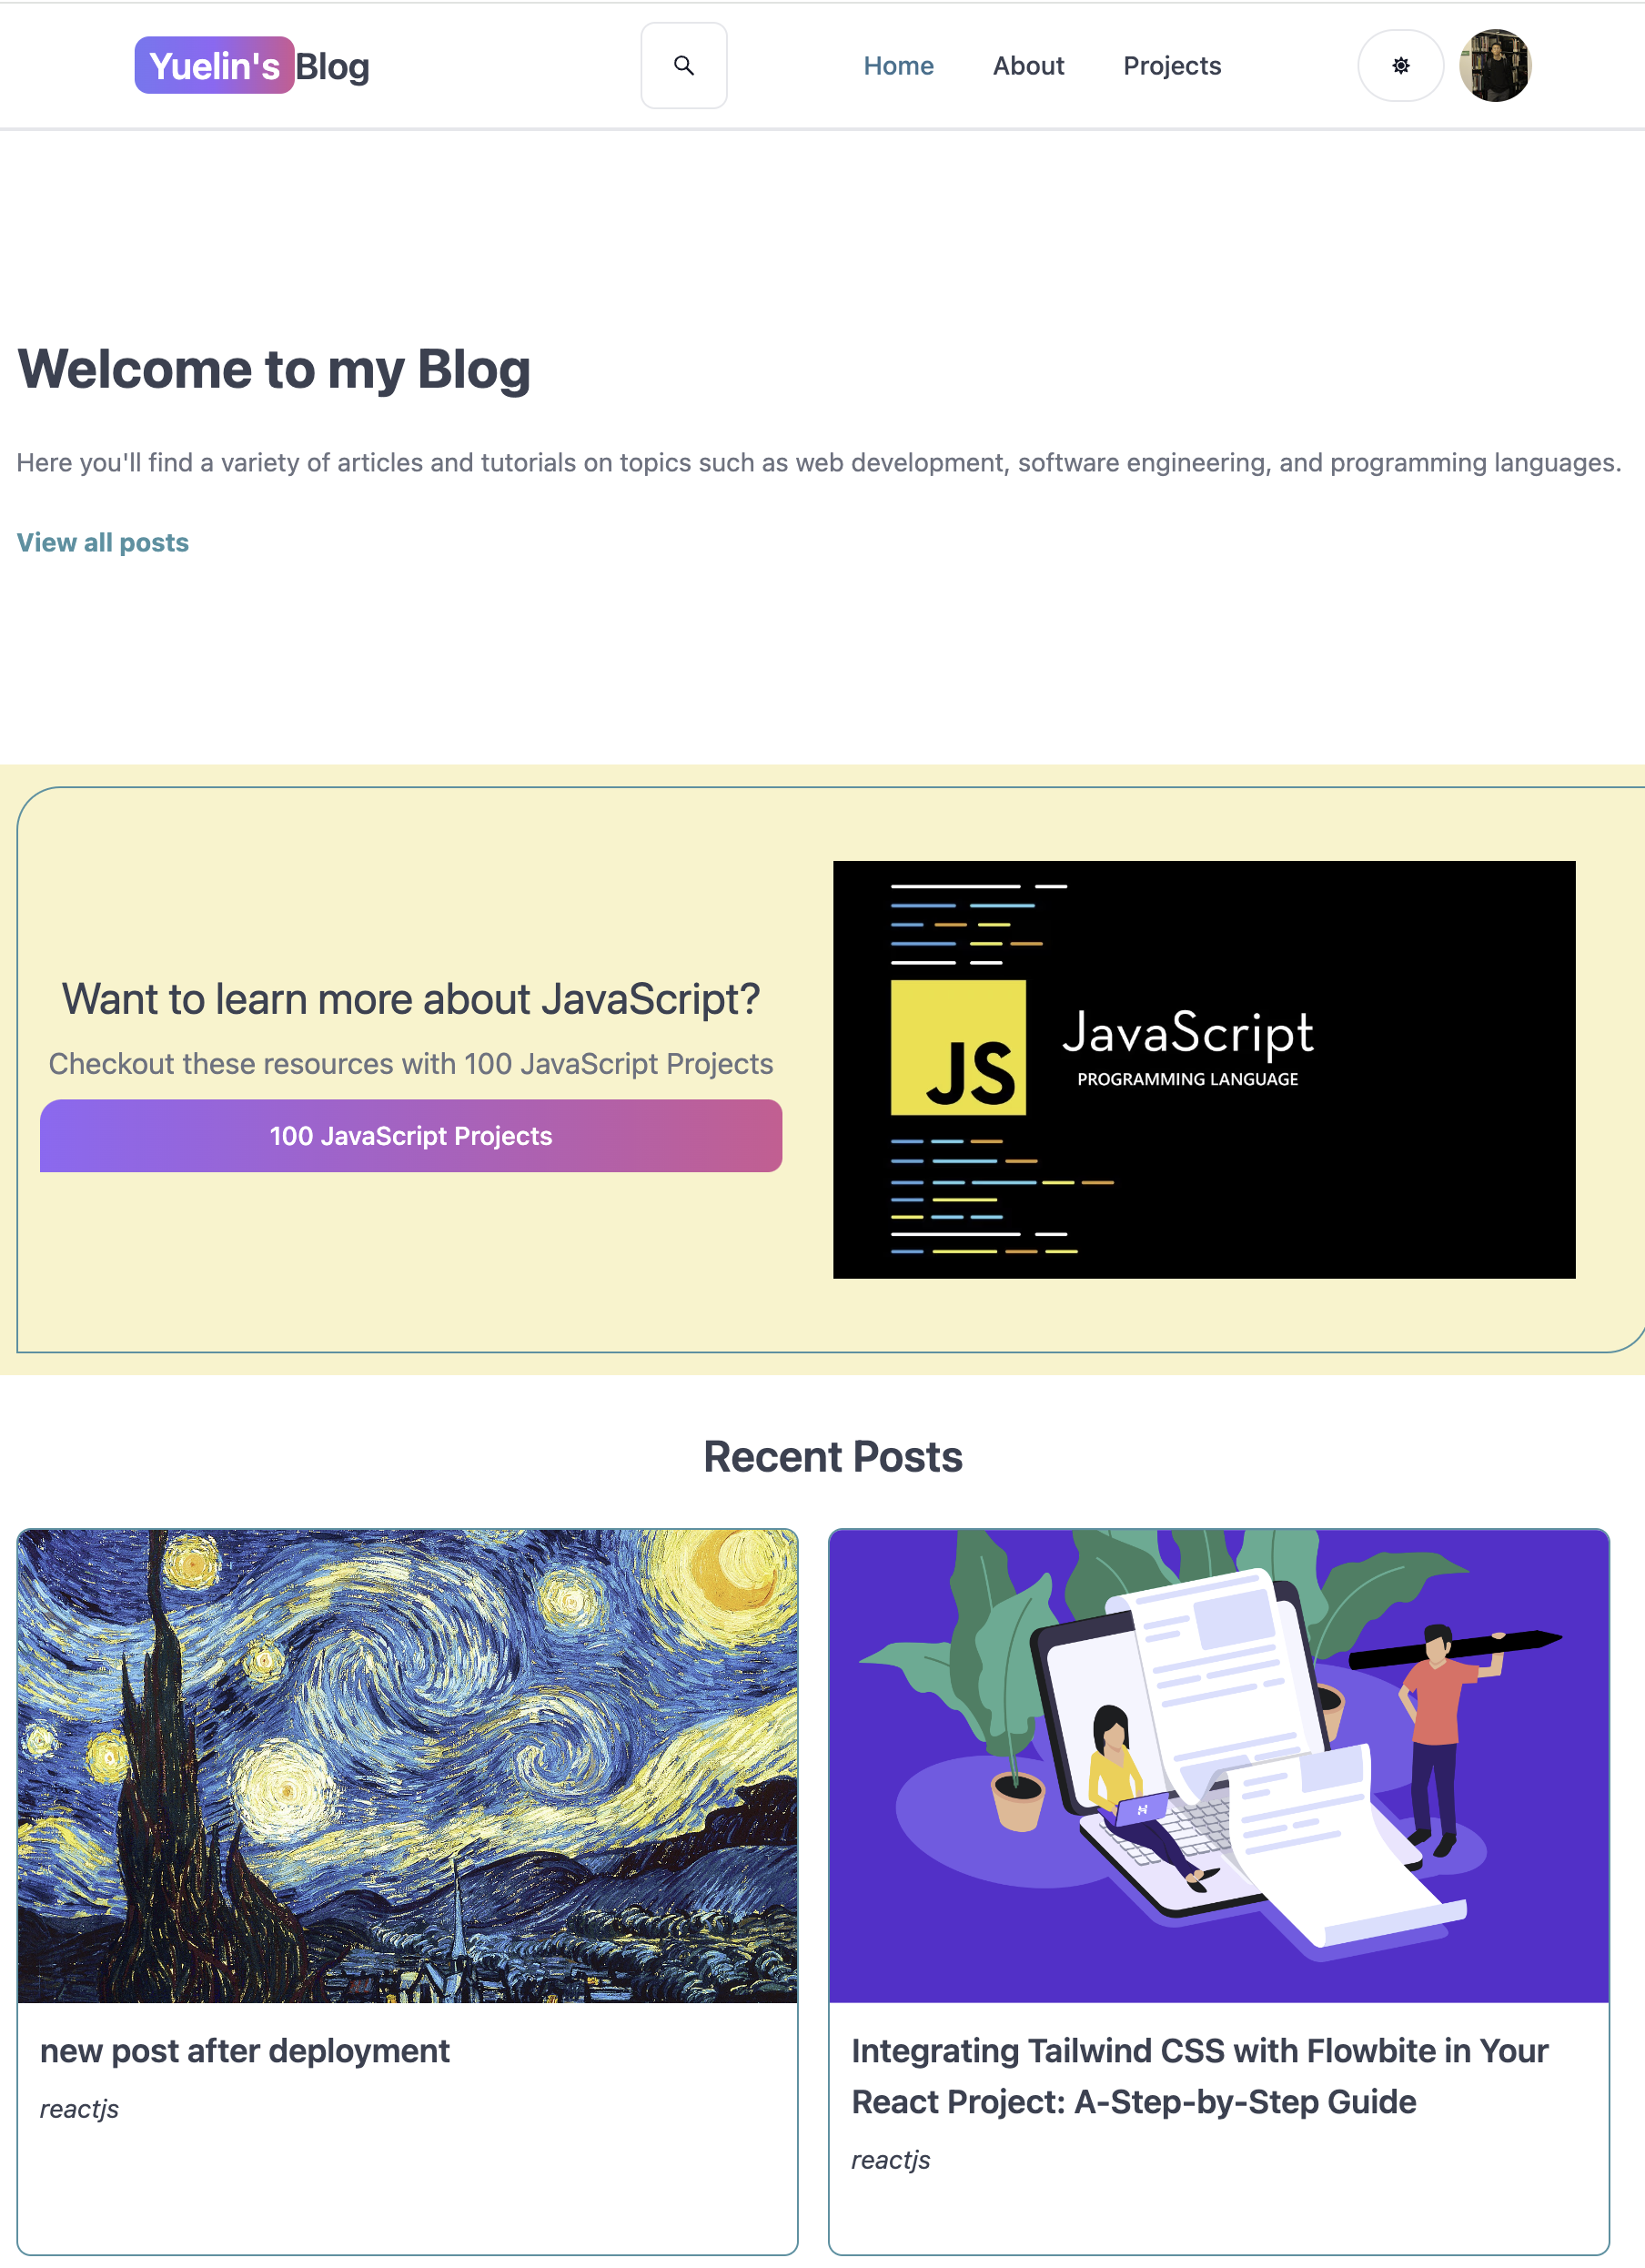 Yuelin's Blog
Home About Projects
Welcome to my Blog
Here you'll find a variety of articles and tutorials on topics such as web development, software engineering, and programming languages.
View all posts
Want to learn more about JavaScript?
Checkout these resources with 100 JavaScript Projects
100 JavaScript Projects
JS
JavaScript
PROGRAMMING LANGUAGE
Recent Posts
new post after deployment
reactjs
Integrating Tailwind CSS with Flowbite in Your
React Project: A-Step-by-Step Guide
reactjs